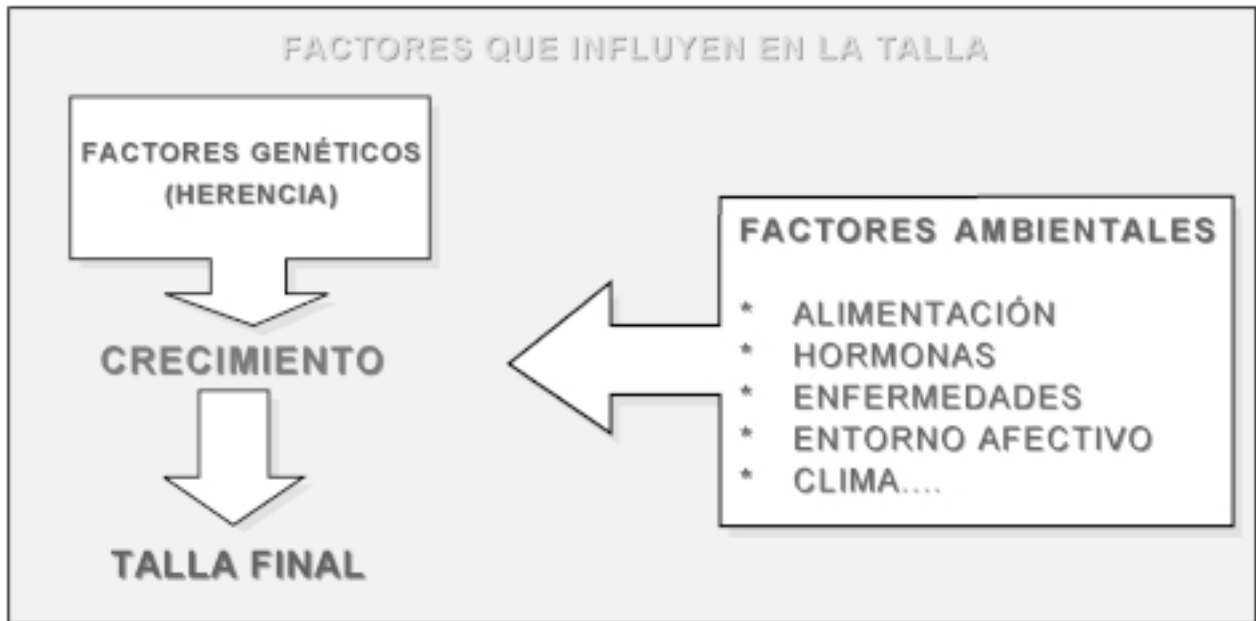 FACTORES QUE INFLUYEN EN LA TALLA
FACTORES GENÉTICOS
(HERENCIA)
CRECIMIENTO
TALLA FINAL
FACTORES AMBIENTALES
* ALIMENTACIÓN
* HORMONAS
* ENFERMEDADES
* ENTORNO AFECTIVO
* CLIMA....